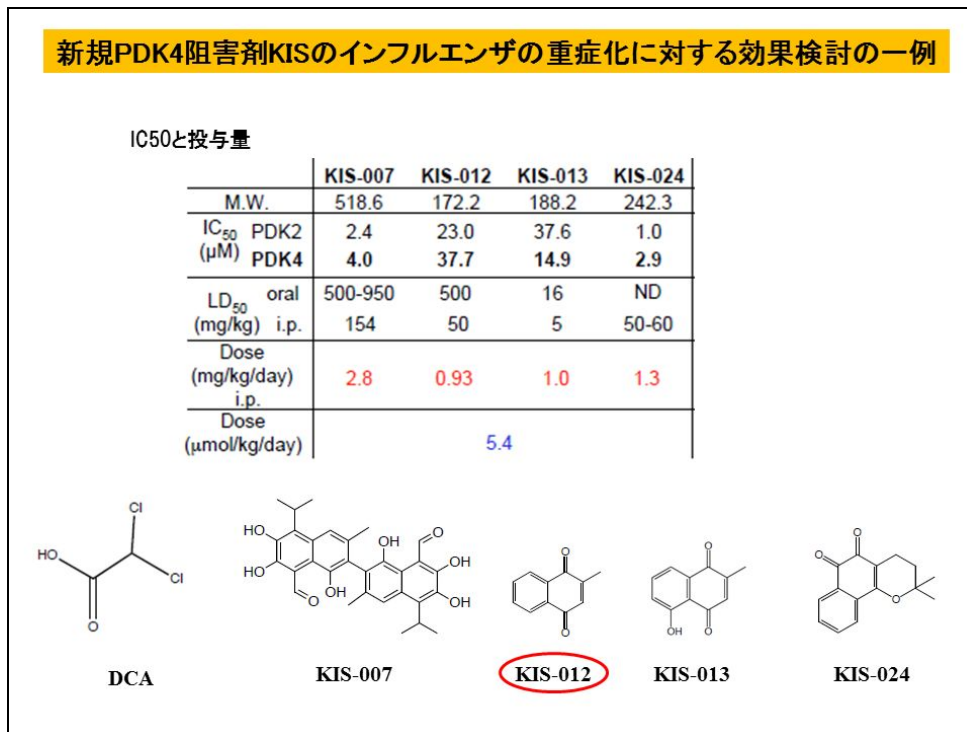 新規PDK4阻害剤KISのインフルエンザの重症化に対する効果検討の一例
IC50と投与量
KIS-007 KIS-012 KIS-013 KIS-024
M.W. 518.6 172.2 188.2 242.3
IC50 (μM) PDK2 2.4 23.0 37.6 1.0
PDK4 4.0 37.7 14.9 2.9
LD50 (mg/kg) oral 500-950 500 16 ND
i.p. 154 50 5 50-60
Dose (mg/kg/day) i.p. 2.8 0.93 1.0 1.3
Dose (μmol/kg/day) 5.4
Cl
HO
Cl
O
HO
HO
O
OH
OH
O
OH
OH
O
O
O
OH
O
O
O
O
DCA KIS-007 KIS-012 KIS-013 KIS-024